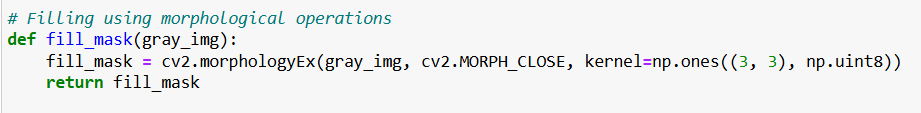 # Filling using morphological operations
def fill_mask(gray_img):
    fill_mask = cv2.morphologyEx(gray_img, cv2.MORPH_CLOSE, kernel=np.ones((3, 3), np.uint8))
    return fill_mask